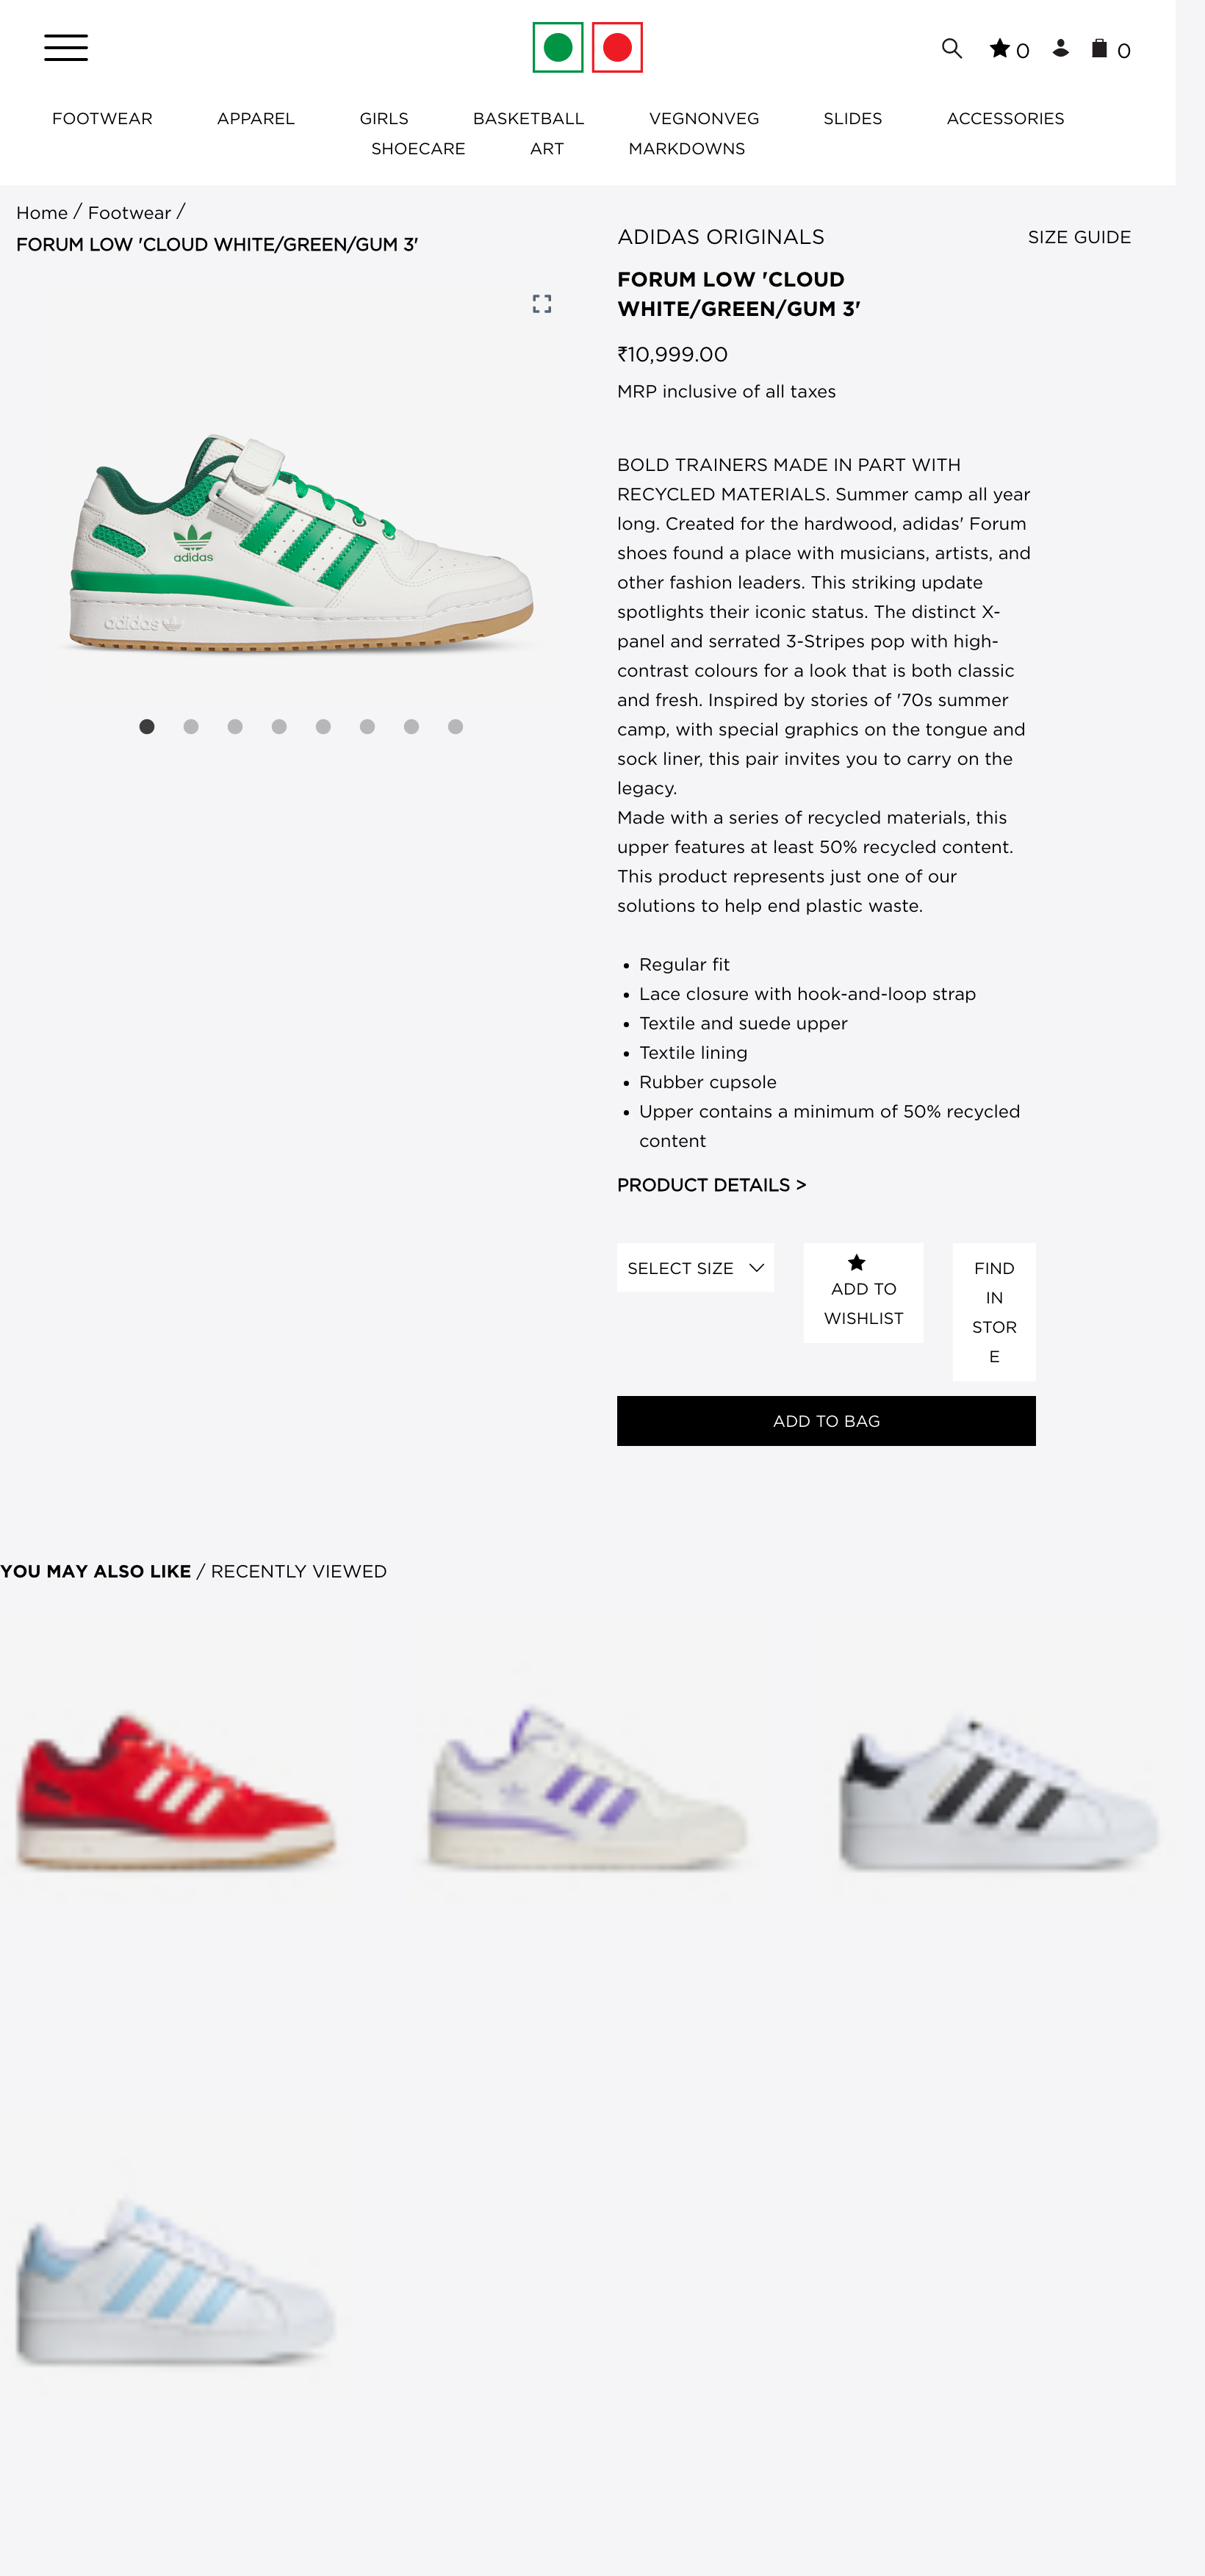 0
0
FOOTWEAR APPAREL GIRLS BASKETBALL VEGNONVEG SLIDES ACCESSORIES
SHOECARE ART MARKDOWNS
Home / Footwear /
FORUM LOW 'CLOUD WHITE/GREEN/GUM 3'
adidas
adidas
ADIDAS ORIGINALS
SIZE GUIDE
FORUM LOW 'CLOUD
WHITE/GREEN/GUM 3'
₹10,999.00
MRP inclusive of all taxes
BOLD TRAINERS MADE IN PART WITH
RECYCLED MATERIALS. Summer camp all year
long. Created for the hardwood, adidas' Forum
shoes found a place with musicians, artists, and
other fashion leaders. This striking update
spotlights their iconic status. The distinct X-
panel and serrated 3-Stripes pop with high-
contrast colours for a look that is both classic
and fresh. Inspired by stories of '70s summer
camp, with special graphics on the tongue and
sock liner, this pair invites you to carry on the
legacy.
Made with a series of recycled materials, this
upper features at least 50% recycled content.
This product represents just one of our
solutions to help end plastic waste.
• Regular fit
• Lace closure with hook-and-loop strap
• Textile and suede upper
• Textile lining
• Rubber cupsole
• Upper contains a minimum of 50% recycled
content
PRODUCT DETAILS >
SELECT SIZE
ADD TO
WISHLIST
FIND
IN
STOR
E
ADD TO BAG
YOU MAY ALSO LIKE / RECENTLY VIEWED